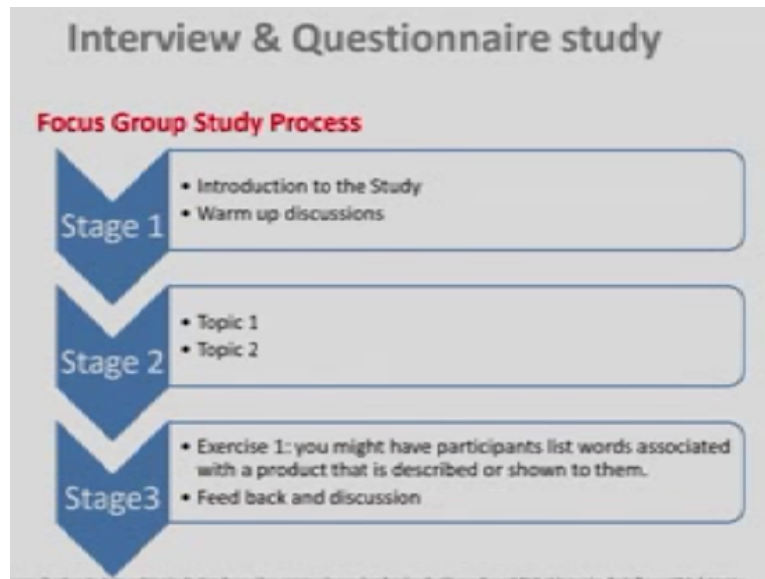 Interview & Questionnaire study
Focus Group Study Process
Stage 1
• Introduction to the Study
• Warm up discussions
Stage 2
• Topic 1
• Topic 2
Stage3
• Exercise 1: you might have participants list words associated
with a product that is described or shown to them.
• Feed back and discussion